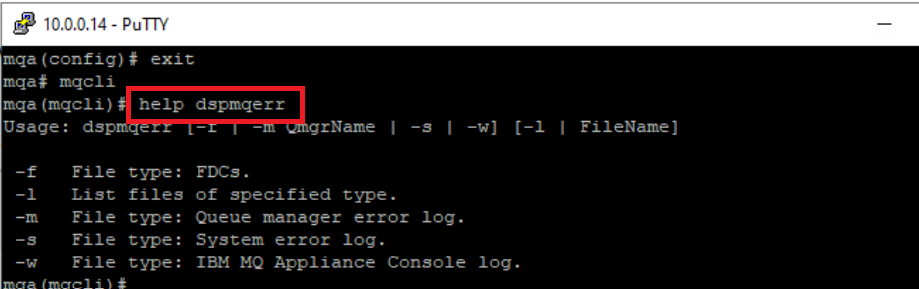 10.0.0.14 - PuTTY
mqa(config)# exit
mqa# mqcli
mqa(mqcli)# help dspmqerr
Usage: dspmqerr [-f | -m QmgrName | -s | -w] [-l | FileName]
-f File type: FDCs.
-l List files of specified type.
-m File type: Queue manager error log.
-s File type: System error log.
-w File type: IBM MQ Appliance Console log.
mqa(mqcli)#